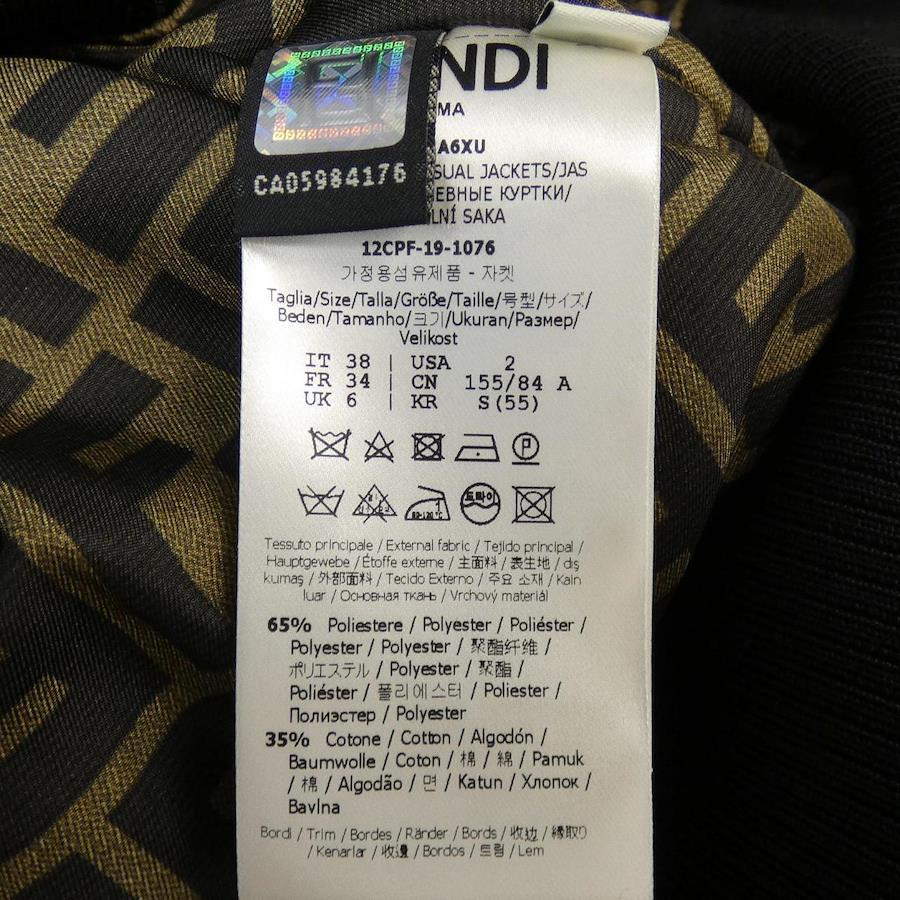 NDI
MA
A6XU
SUAL JACKETS/JAS
ЕВНЫЕ КУРТКИ/
LNÍ SAKA
CA05984176
12CPF-19-1076
가정용섬유제품 - 자켓
Taglia/Size/Talla/Größe/Taille/号型/サイズ/
Beden/Tamanho/크기/Ukuran/Размер/
Velikost
IT 38 | USA 2
FR 34 | CN 155/84 A
UK 6 | KR S(55)
P
드라이
80-120°C
Tessuto principale / External fabric / Tejido principal /
Hauptgewebe / Étoffe externe / 主面料 / 表生地 / dış
kumaş / 外部面料 / Tecido Externo / 주요 소재 / Kain
luar / Основная ткань / Vrchový materiál
65% Poliestere / Polyester / Poliéster /
Polyester / Polyester / 聚酯纤维 /
ポリエステル / Polyester / 聚酯 /
Poliéster / 폴리에스터 / Poliester /
Полиэстер / Polyester
35% Cotone / Cotton / Algodón /
Baumwolle / Coton / 棉 / 綿 / Pamuk
/ 棉 / Algodão / 면 / Katun / Хлопок /
Bavlna
Bordi / Trim / Bordes / Ränder / Bords / 收边 / 縁取り
/ Kenarlar / 收邊 / Bordos / 트림 / Lem